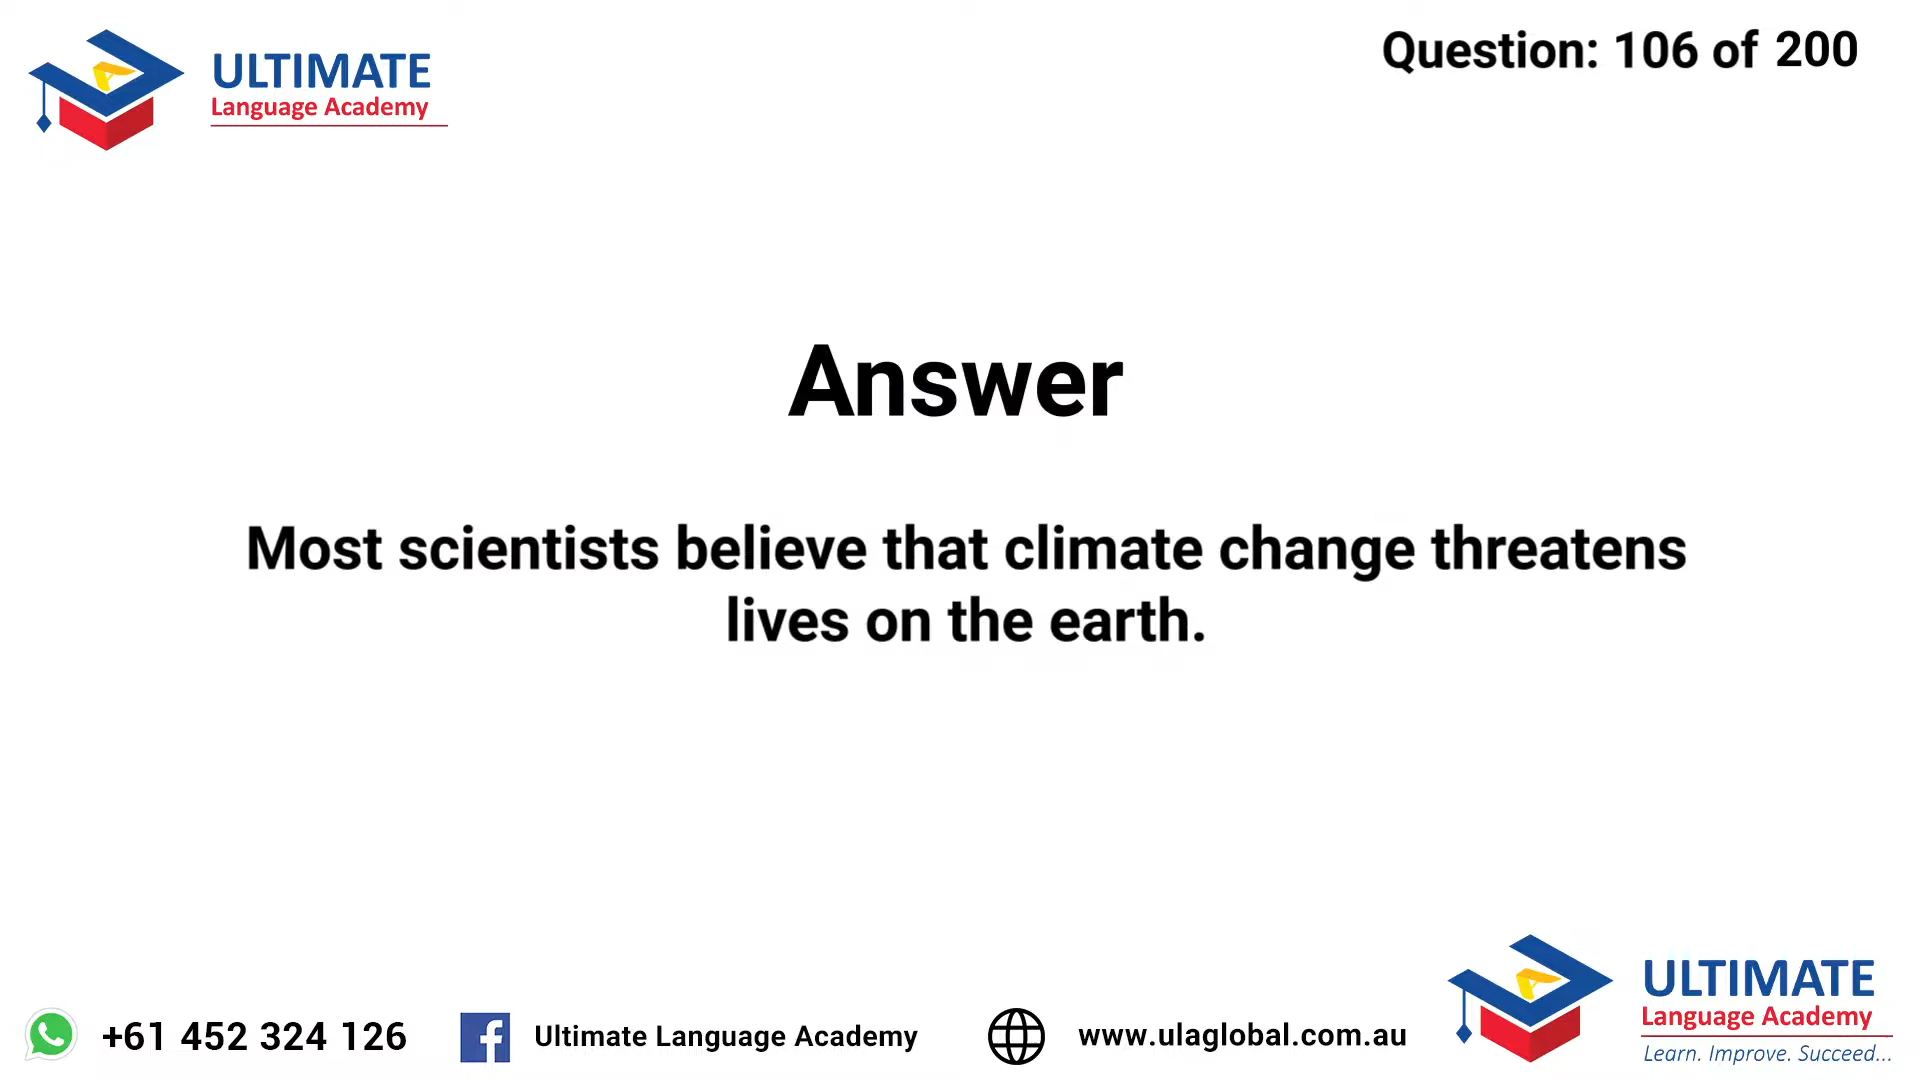 ULTIMATE
Language Academy
Question: 106 of 200
Answer
Most scientists believe that climate change threatens
lives on the earth.
+61 452 324 126
Ultimate Language Academy
www.ulaglobal.com.au
ULTIMATE
Language Academy
Learn. Improve. Succeed...